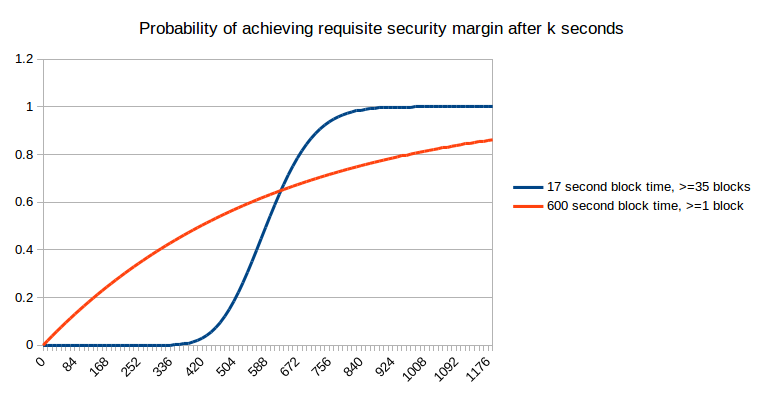 Probability of achieving requisite security margin after k seconds
1.2
1
0.8
0.6
0.4
0.2
0
0 84 168 252 336 420 504 588 672 756 840 924 1008 1092 1176
17 second block time, >=35 blocks
600 second block time, >=1 block